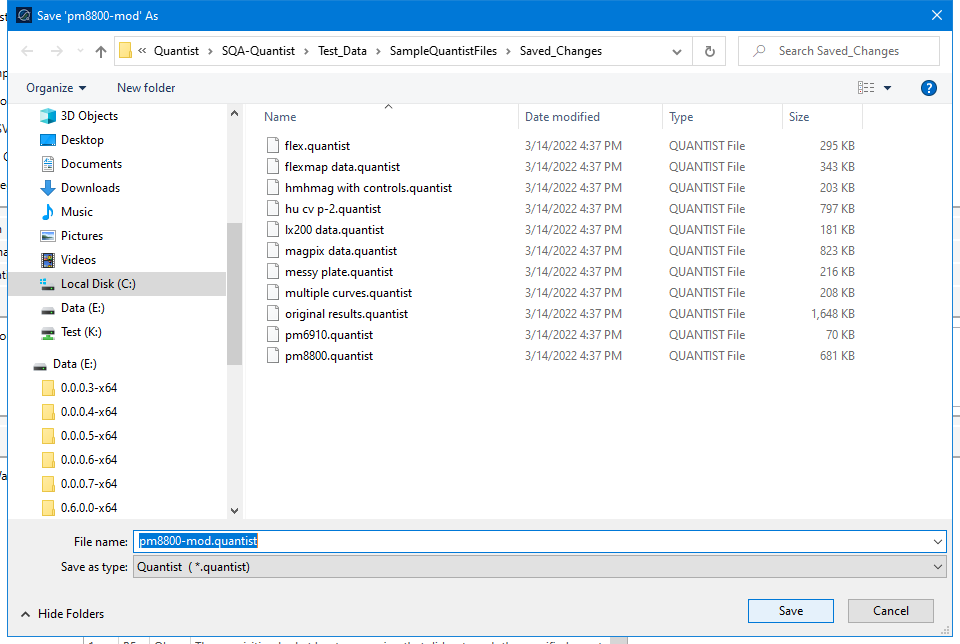 Save 'pm8800-mod' As
« Quantist › SQA-Quantist › Test_Data › SampleQuantistFiles › Saved_Changes
Search Saved_Changes
Organize
New folder
?
3D Objects
Desktop
Documents
Downloads
Music
Pictures
Videos
Local Disk (C:)
Data (E:)
Test (K:)
Data (E:)
0.0.0.3-x64
0.0.0.4-x64
0.0.0.5-x64
0.0.0.6-x64
0.0.0.7-x64
0.6.0.0-x64
Name Date modified Type Size
flex.quantist 3/14/2022 4:37 PM QUANTIST File 295 KB
flexmap data.quantist 3/14/2022 4:37 PM QUANTIST File 343 KB
hmhmag with controls.quantist 3/14/2022 4:37 PM QUANTIST File 203 KB
hu cv p-2.quantist 3/14/2022 4:37 PM QUANTIST File 797 KB
lx200 data.quantist 3/14/2022 4:37 PM QUANTIST File 181 KB
magpix data.quantist 3/14/2022 4:37 PM QUANTIST File 823 KB
messy plate.quantist 3/14/2022 4:37 PM QUANTIST File 216 KB
multiple curves.quantist 3/14/2022 4:37 PM QUANTIST File 208 KB
original results.quantist 3/14/2022 4:37 PM QUANTIST File 1,648 KB
pm6910.quantist 3/14/2022 4:37 PM QUANTIST File 70 KB
pm8800.quantist 3/14/2022 4:37 PM QUANTIST File 681 KB
File name: pm8800-mod.quantist
Save as type: Quantist ( *.quantist)
Hide Folders
Save
Cancel